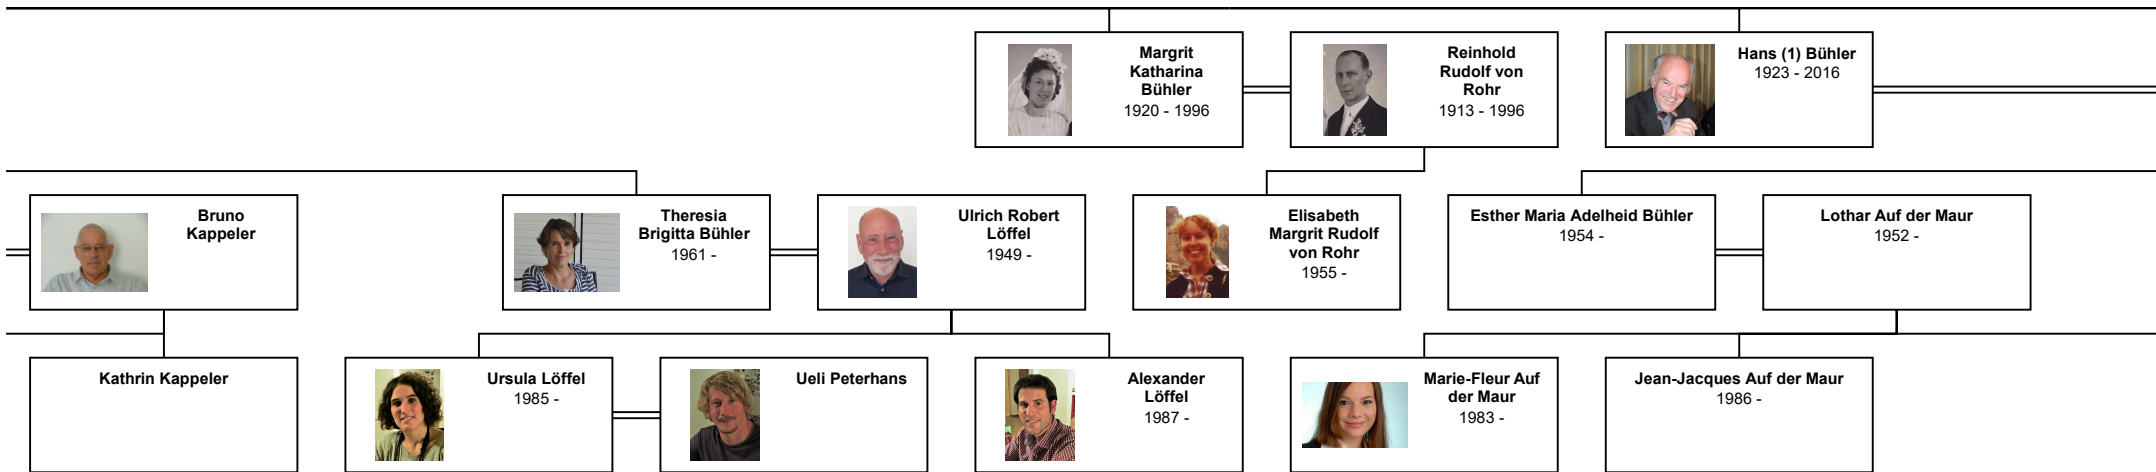 Margrit
Katharina
Bühler
1920 - 1996
Reinhold
Rudolf von
Rohr
1913 - 1996
Hans (1) Bühler
1923 - 2016
Bruno
Kappeler
Theresia
Brigitta Bühler
1961 -
Ulrich Robert
Löffel
1949 -
Elisabeth
Margrit Rudolf
von Rohr
1955 -
Esther Maria Adelheid Bühler
1954 -
Lothar Auf der Maur
1952 -
Kathrin Kappeler
Ursula Löffel
1985 -
Ueli Peterhans
Alexander
Löffel
1987 -
Marie-Fleur Auf
der Maur
1983 -
Jean-Jacques Auf der Maur
1986 -